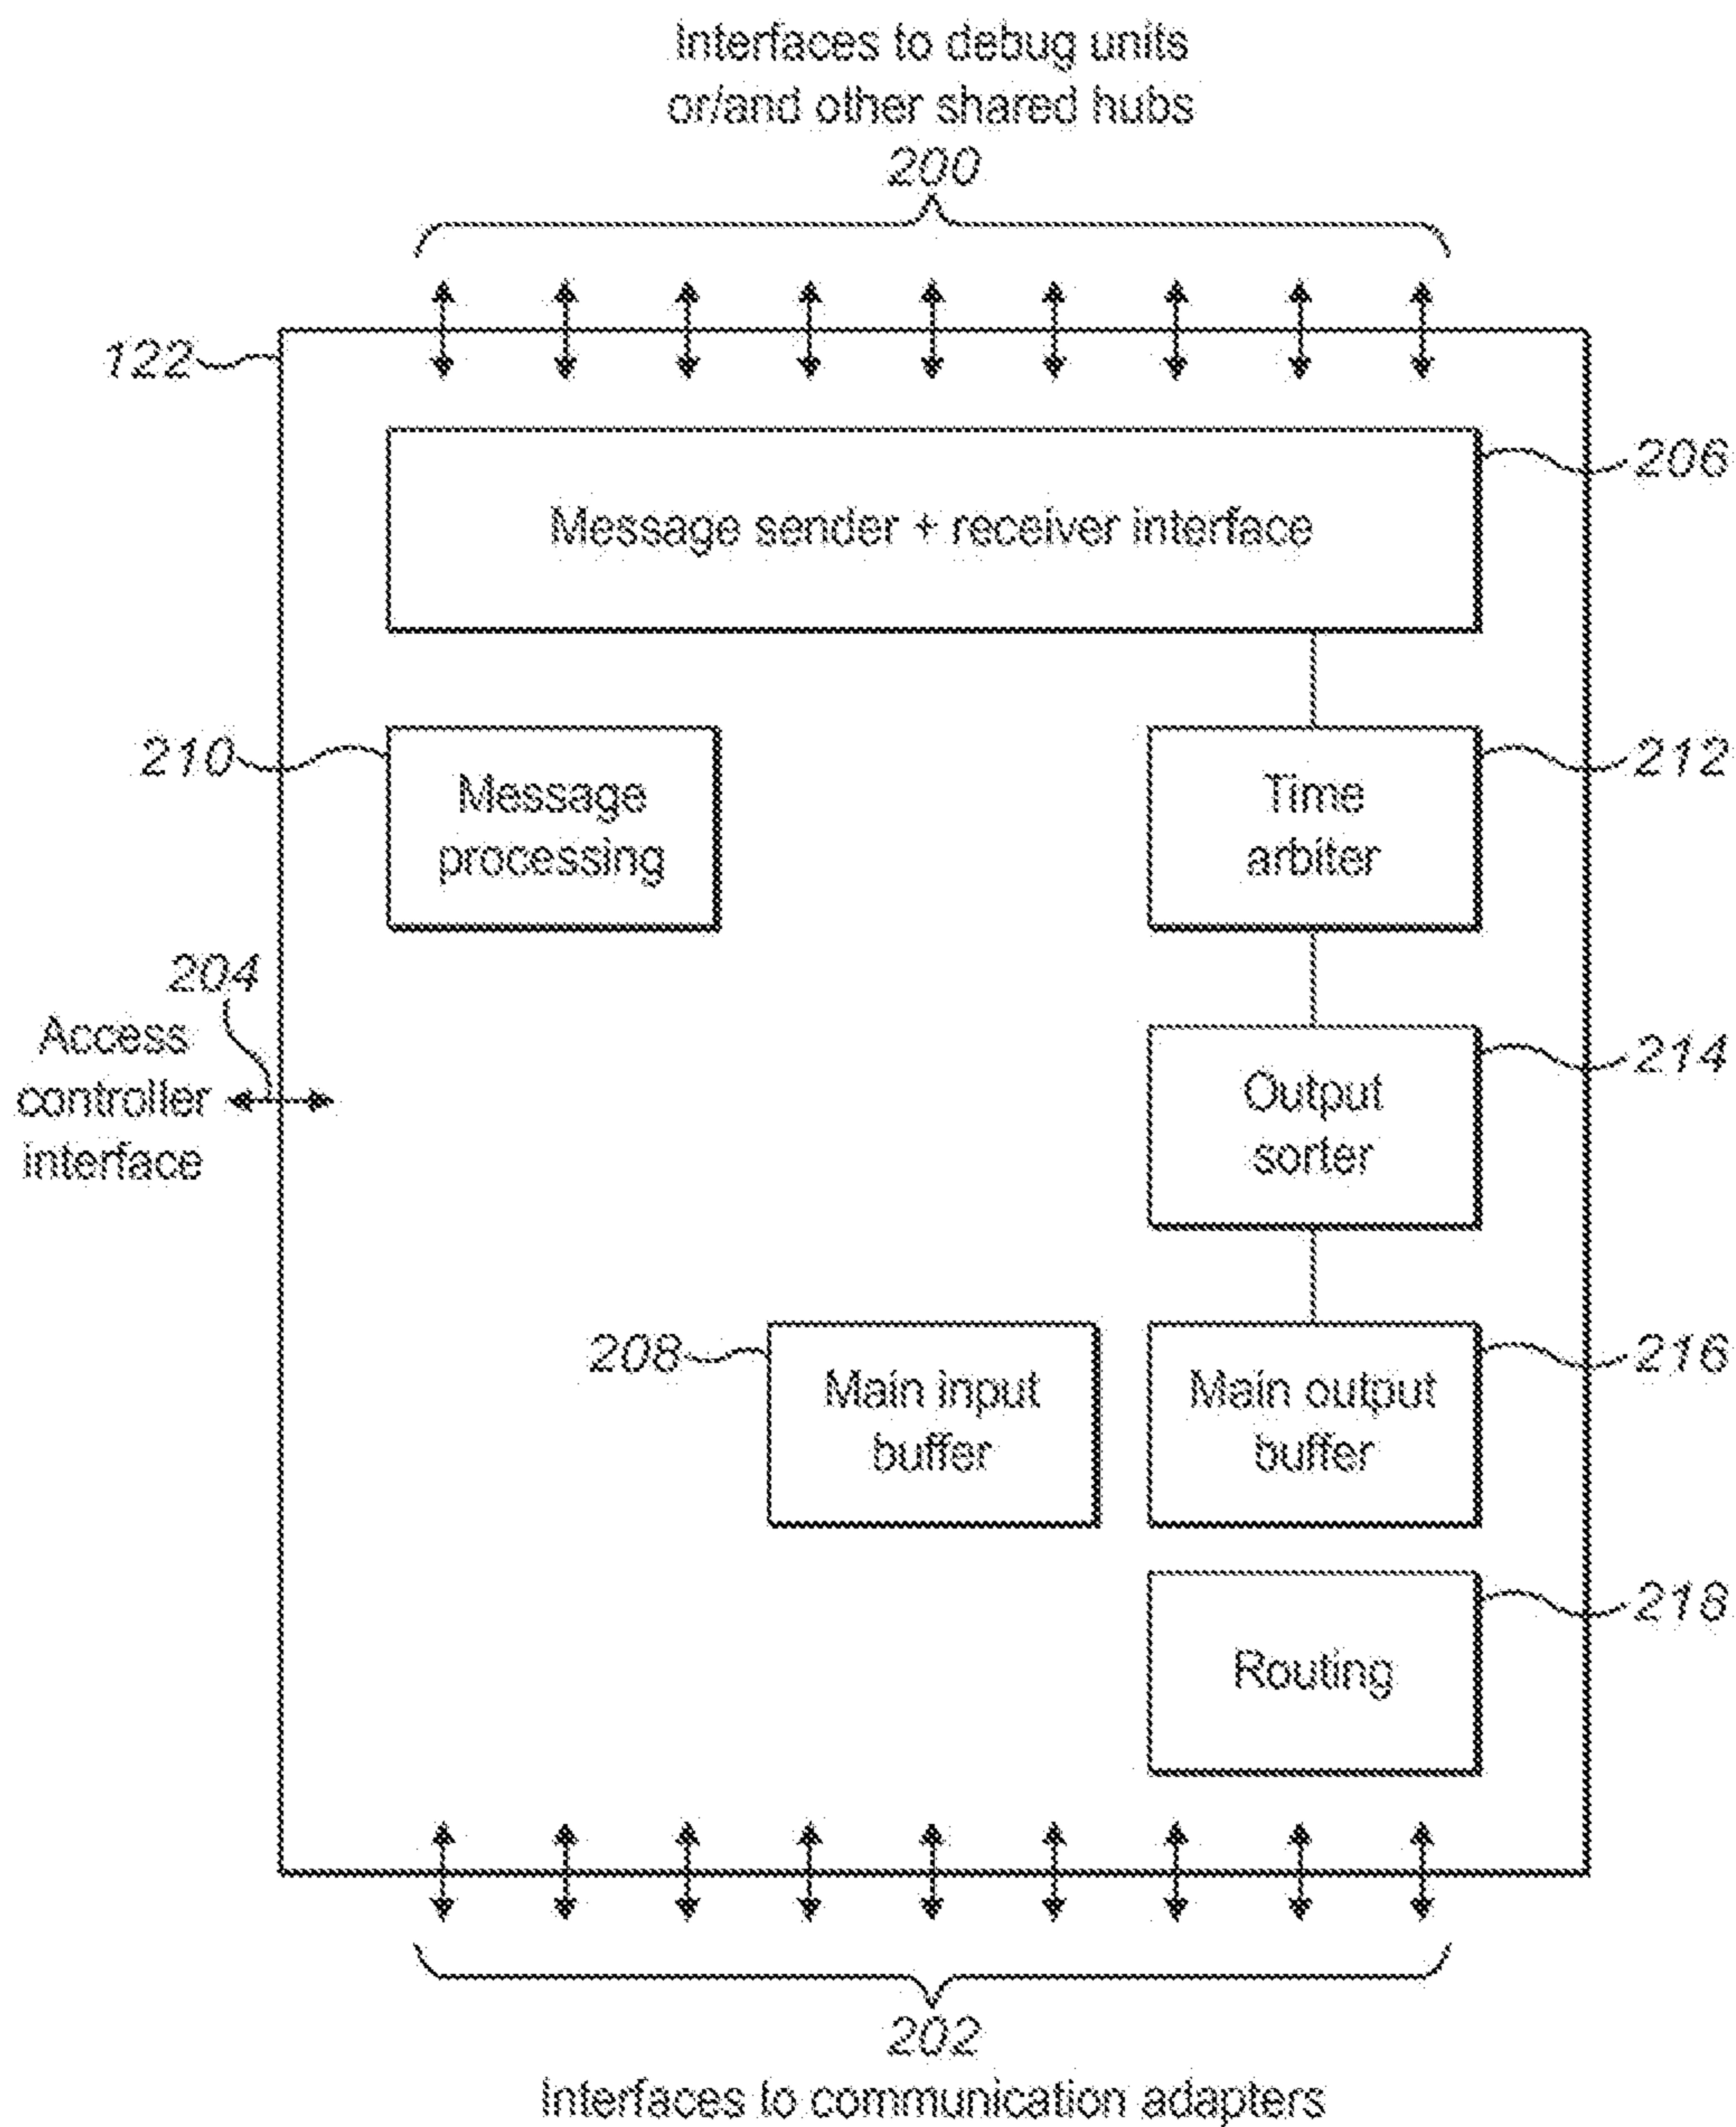 Interfaces to debug units
or/and other shared hubs
200
122
206
Message sender + receiver interface
210
Message
processing
212
Time
arbiter
204
Access
controller
interface
214
Output
sorter
208
Main input
buffer
216
Main output
buffer
218
Routing
202
Interfaces to communication adapters